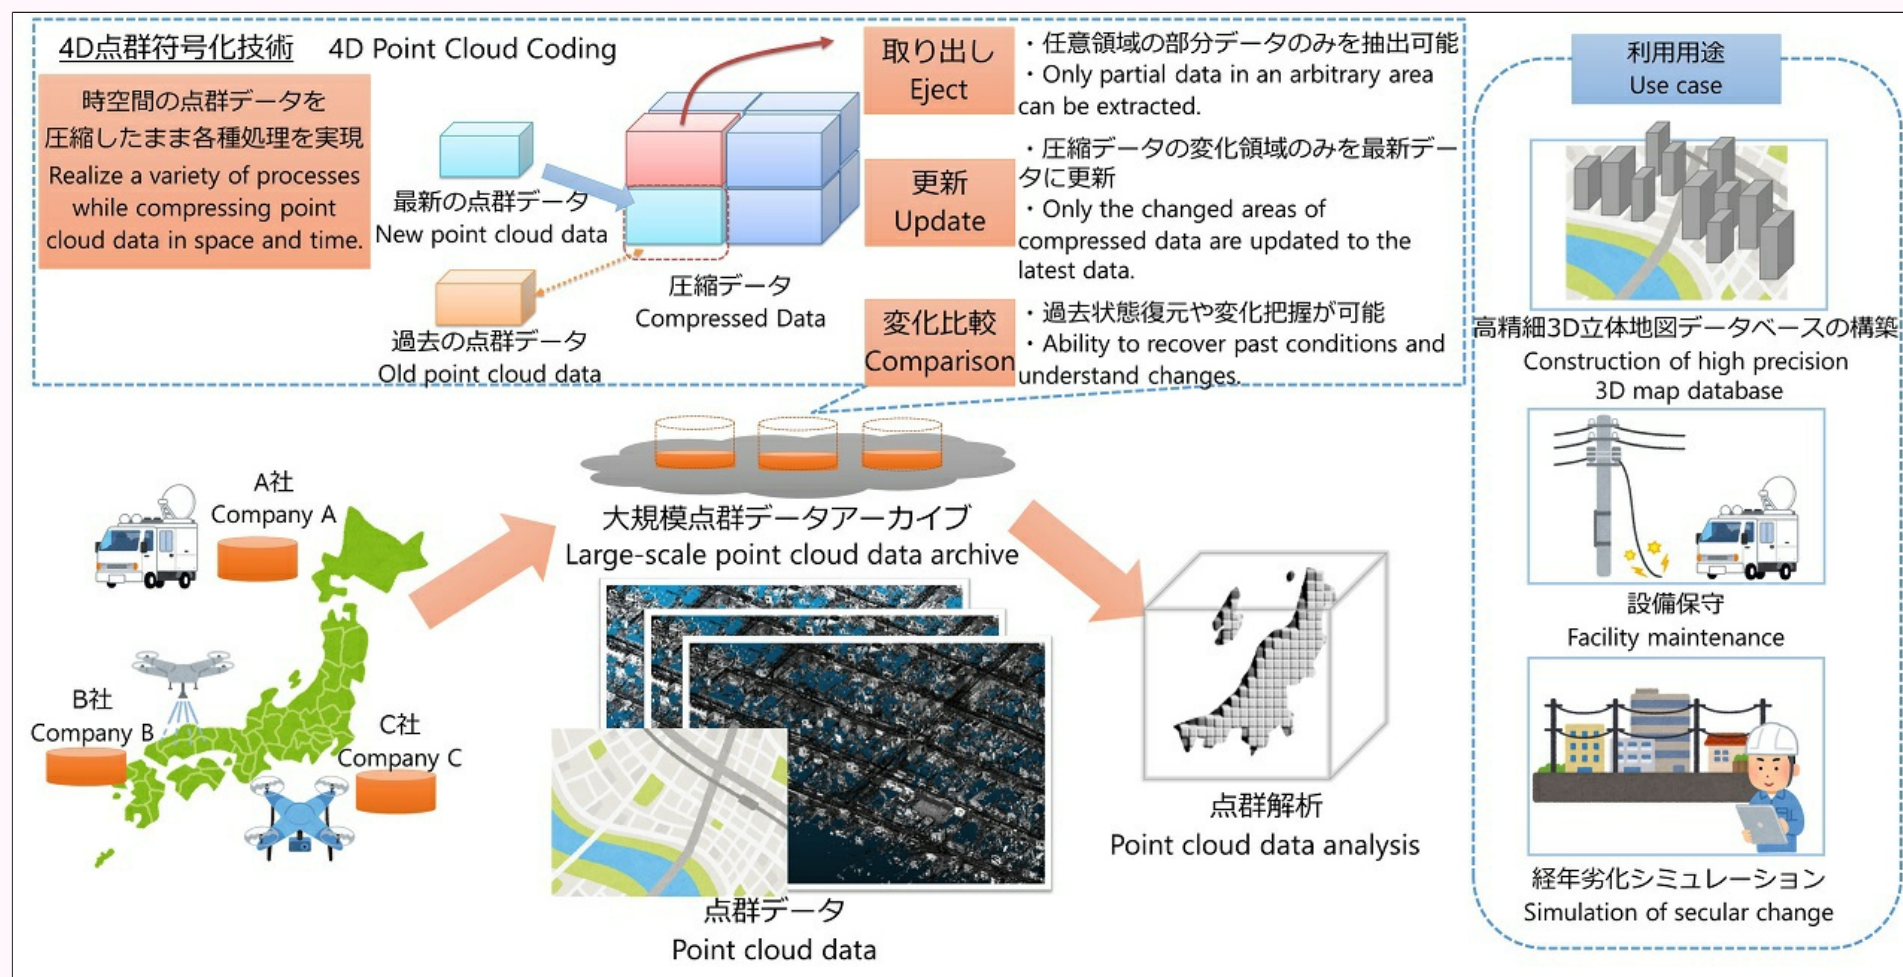 4D点群符号化技術 4D Point Cloud Coding
時空間の点群データを
圧縮したまま各種処理を実現
Realize a variety of processes
while compressing point
cloud data in space and time.
最新の点群データ
New point cloud data
過去の点群データ
Old point cloud data
圧縮データ
Compressed Data
取り出し
Eject
・任意領域の部分データのみを抽出可能
・Only partial data in an arbitrary area
can be extracted.
更新
Update
・圧縮データの変化領域のみを最新デー
タに更新
・Only the changed areas of
compressed data are updated to the
latest data.
変化比較
Comparison
・過去状態復元や変化把握が可能
・Ability to recover past conditions and
understand changes.
A社
Company A
B社
Company B
C社
Company C
大規模点群データアーカイブ
Large-scale point cloud data archive
点群データ
Point cloud data
点群解析
Point cloud data analysis
利用用途
Use case
高精細3D立体地図データベースの構築
Construction of high precision
3D map database
設備保守
Facility maintenance
経年劣化シミュレーション
Simulation of secular change